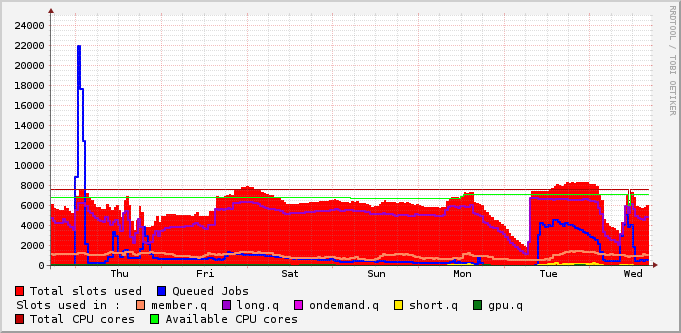 24000
22000
20000
18000
16000
14000
12000
10000
8000
6000
4000
2000
0
Thu Fri Sat Sun Mon Tue Wed
RRDTOOL / TOBI OETIKER
Total slots used Queued Jobs
Slots used in : member.q long.q ondemand.q short.q gpu.q
Total CPU cores Available CPU cores